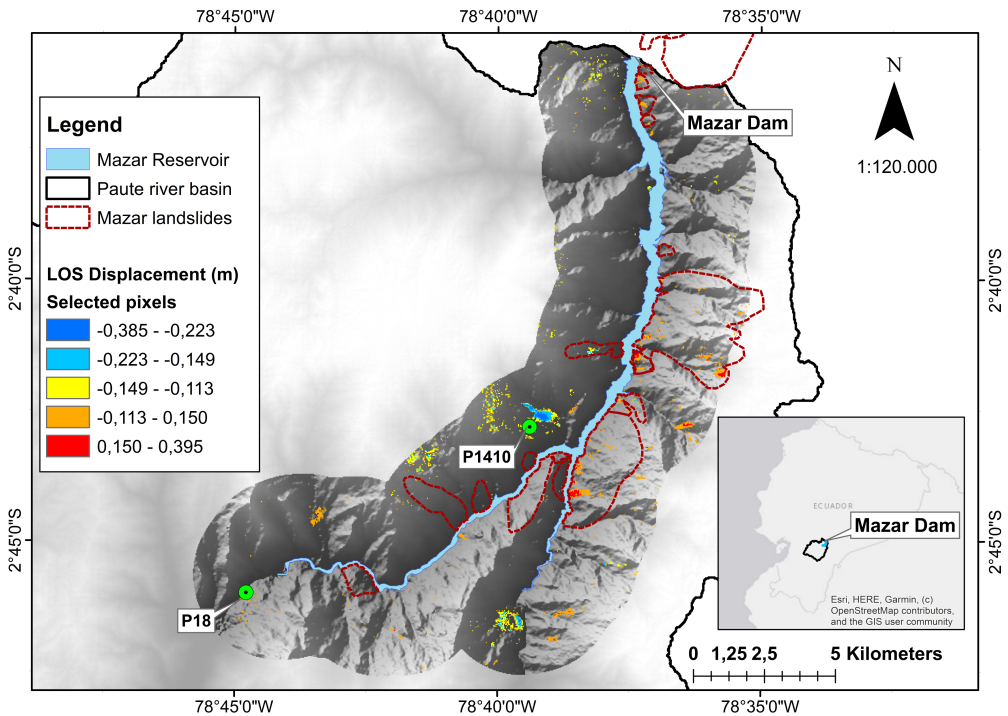 78°45'0"W
78°40'0"W
78°35'0"W
N
1:120.000
Mazar Dam
Legend
Mazar Reservoir
Paute river basin
Mazar landslides
LOS Displacement (m)
Selected pixels
-0,385 - -0,223
-0,223 - -0,149
-0,149 - -0,113
-0,113 - 0,150
0,150 - 0,395
2°40'0"S
2°40'0"S
P1410
P18
2°45'0"S
2°45'0"S
ECUADOR
Mazar Dam
Esri, HERE, Garmin, (c)
OpenStreetMap contributors,
and the GIS user community
0 1,25 2,5 5 Kilometers
78°45'0"W
78°40'0"W
78°35'0"W